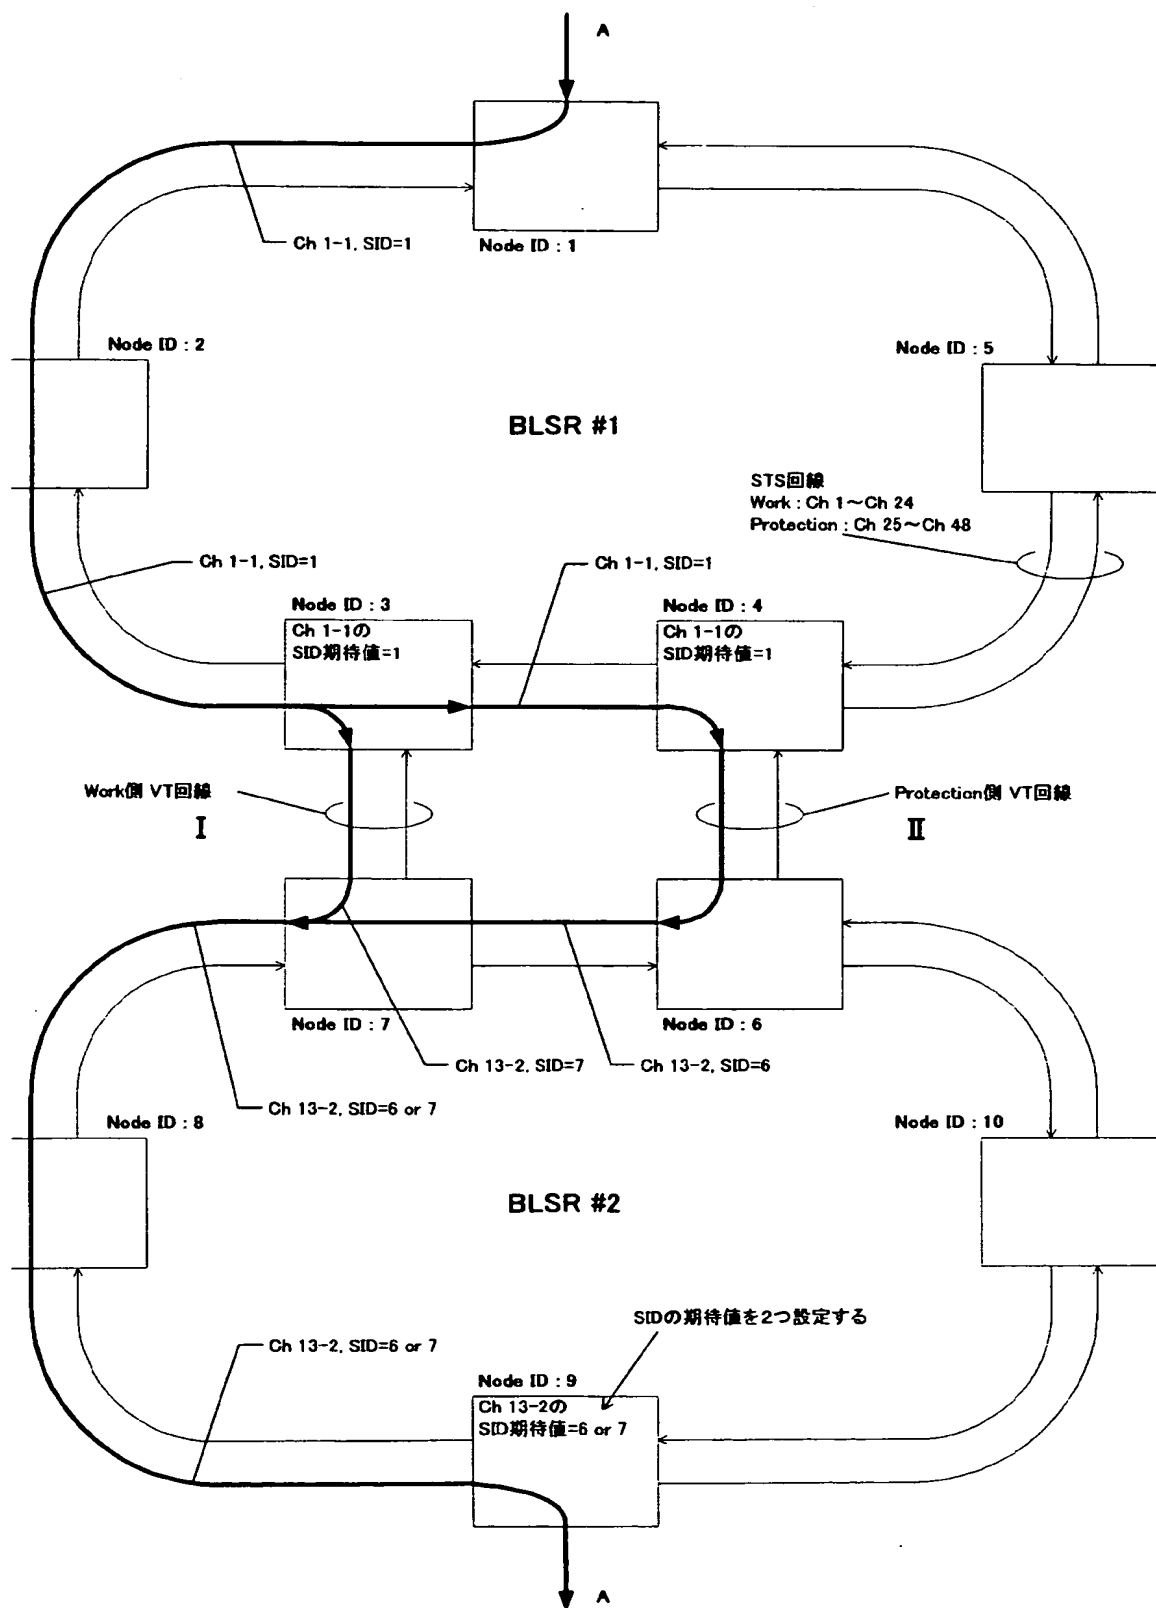 A
Ch 1-1, SID=1
Node ID : 1
Node ID : 2
Node ID : 5
BLSR #1
STS回線
Work : Ch 1～Ch 24
Protection : Ch 25～Ch 48
Ch 1-1, SID=1
Ch 1-1, SID=1
Node ID : 3
Ch 1-1の
SID期待値=1
Node ID : 4
Ch 1-1の
SID期待値=1
Work側 VT回線
I
Protection側 VT回線
II
Node ID : 7
Node ID : 6
Ch 13-2, SID=7
Ch 13-2, SID=6
Ch 13-2, SID=6 or 7
Node ID : 8
Node ID : 10
BLSR #2
SIDの期待値を2つ設定する
Ch 13-2, SID=6 or 7
Node ID : 9
Ch 13-2の
SID期待値=6 or 7
A